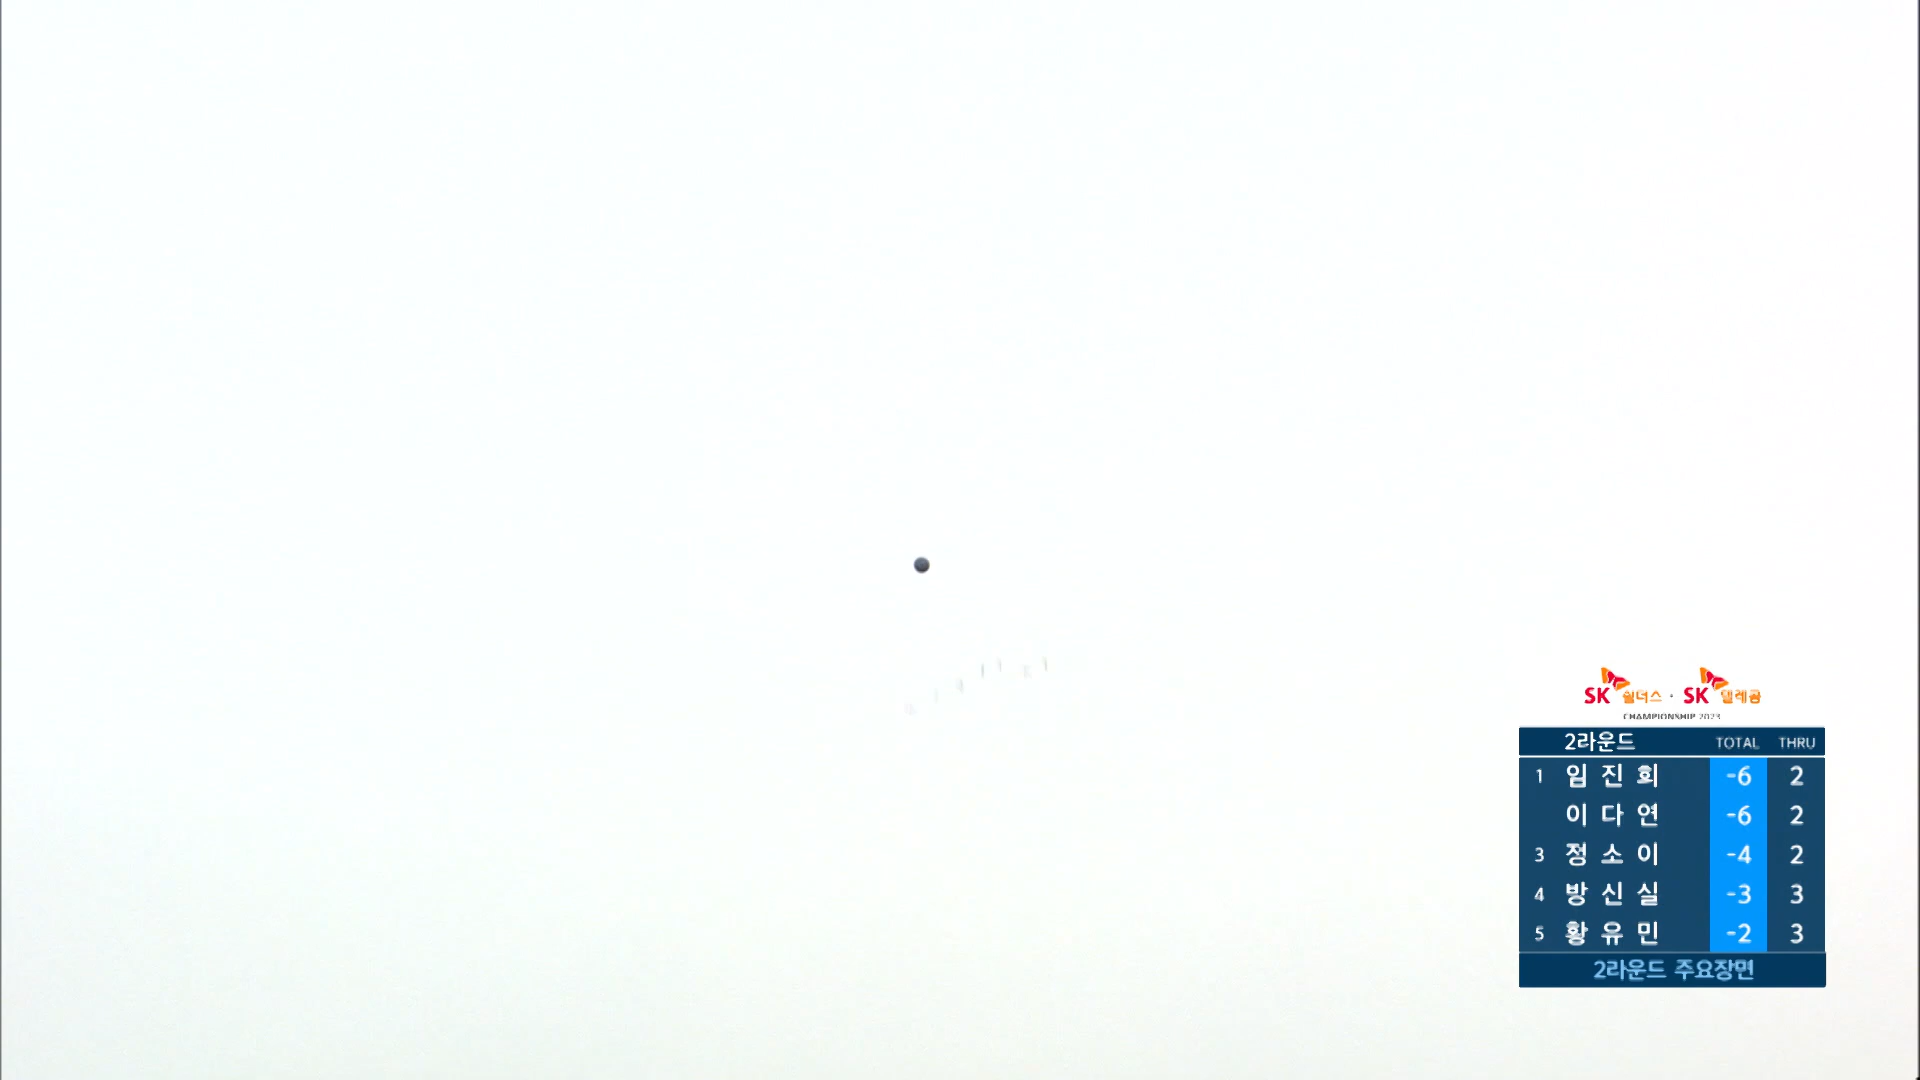 SK 쉴더스 · SK 텔레콤
CHAMPIONSHIP 2023
2라운드 TOTAL THRU
1 임진희 -6 2
이다연 -6 2
3 정소이 -4 2
4 방신실 -3 3
5 황유민 -2 3
2라운드 주요장면